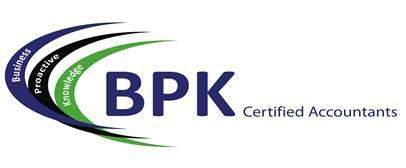 Business
Proactive
Knowledge
BPK Certified Accountants